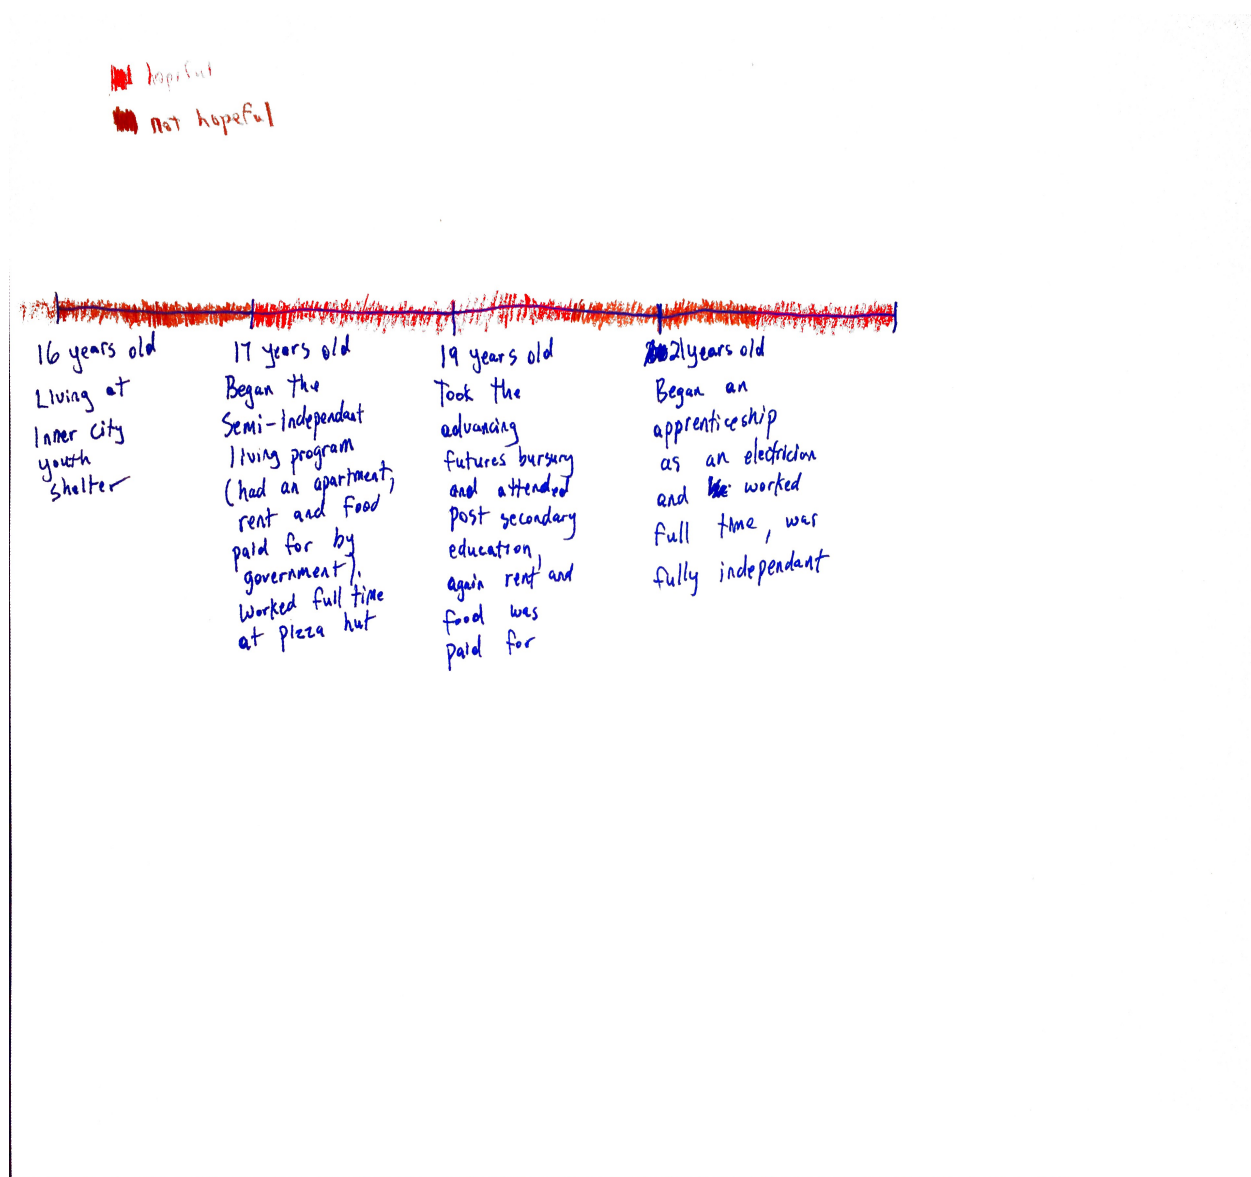 hopeful
not hopeful
16 years old
Living at
Inner city
youth
shelter
17 years old
Began the
Semi-Independant
living program
(had an apartment,
rent and food
paid for by
government).
Worked full time
at pizza hut
19 years old
Took the
advancing
futures bursury
and attended
post secondary
education,
again rent and
food was
paid for
21 years old
Began an
apprenticeship
as an electrician
and worked
full time, was
fully independant